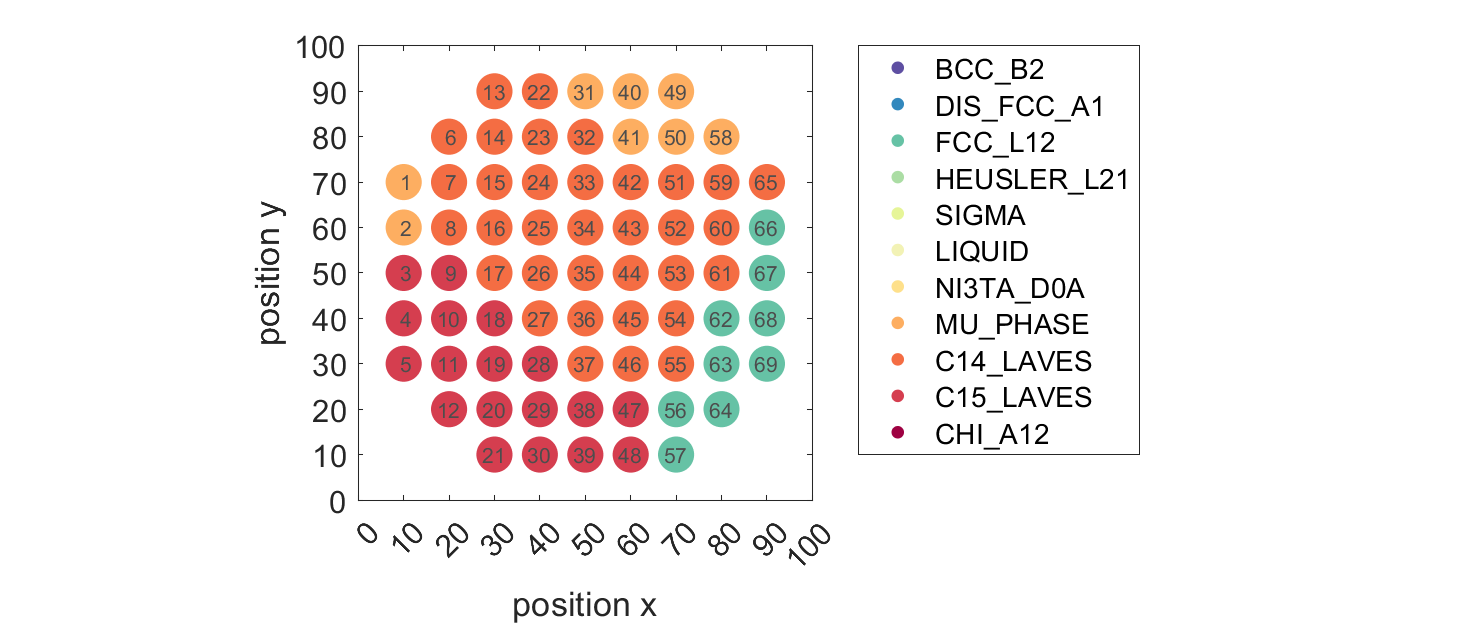 100
90 13 22 31 40 49
80 6 14 23 32 41 50 58
70 1 7 15 24 33 42 51 59 65
60 2 8 16 25 34 43 52 60 66
50 3 9 17 26 35 44 53 61 67
40 4 10 18 27 36 45 54 62 68
30 5 11 19 28 37 46 55 63 69
20 12 20 29 38 47 56 64
10 21 30 39 48 57
0
position y
0 10 20 30 40 50 60 70 80 90 100
position x
BCC_B2
DIS_FCC_A1
FCC_L12
HEUSLER_L21
SIGMA
LIQUID
NI3TA_D0A
MU_PHASE
C14_LAVES
C15_LAVES
CHI_A12